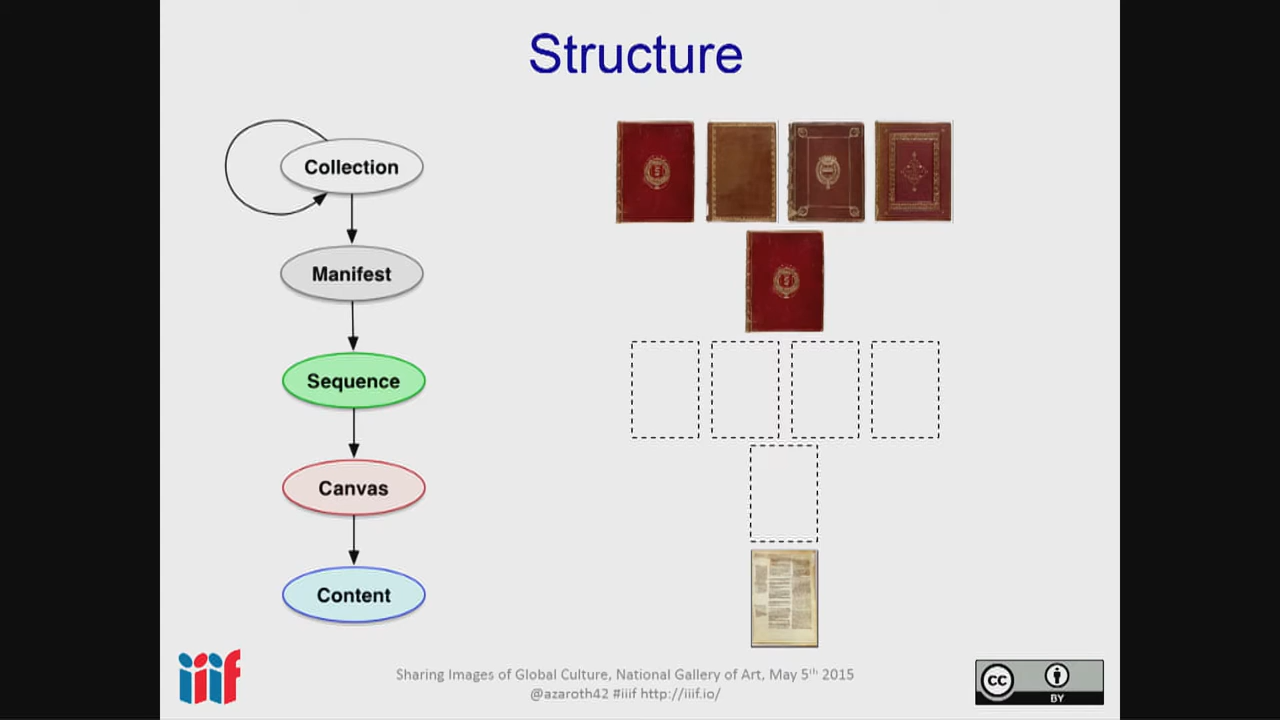 Structure
Collection
Manifest
Sequence
Canvas
Content
iiif
Sharing Images of Global Culture, National Gallery of Art, May 5th 2015
@azaroth42 #iiif http://iiif.io/
CC
BY